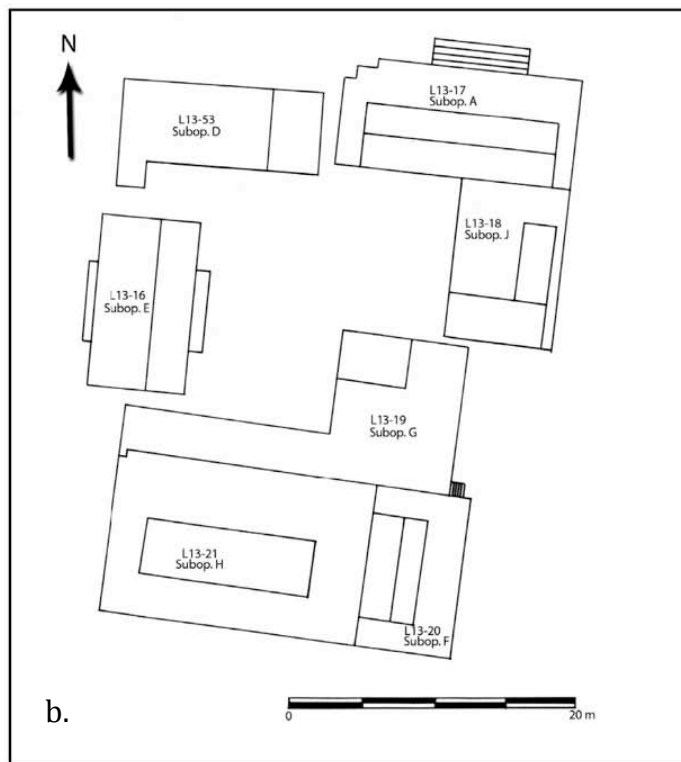 N
L13-17
Subop. A
L13-53
Subop. D
L13-18
Subop. J
L13-16
Subop. E
L13-19
Subop. G
L13-21
Subop. H
L13-20
Subop. F
b.
0
20 m